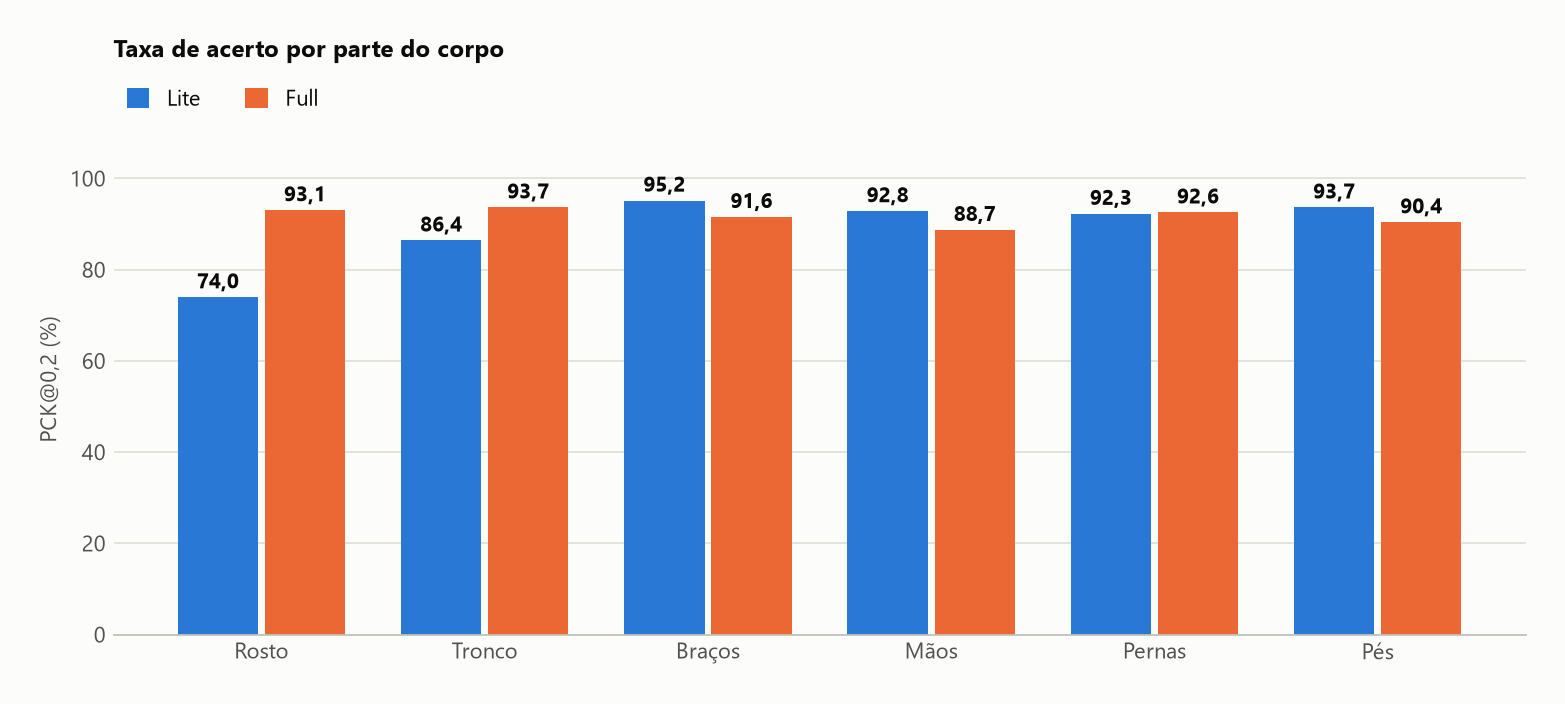 Taxa de acerto por parte do corpo
Lite Full
PCK@0,2 (%)
100
80
60
40
20
0
74,0 93,1 86,4 93,7 95,2 91,6 92,8 88,7 92,3 92,6 93,7 90,4
Rosto Tronco Braços Mãos Pernas Pés